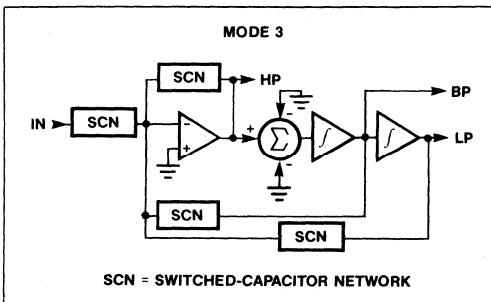 MODE 3
SCN
HP
BP
IN
SCN
−
+
+
−
Σ
−
∫
∫
LP
SCN
SCN
SCN = SWITCHED-CAPACITOR NETWORK